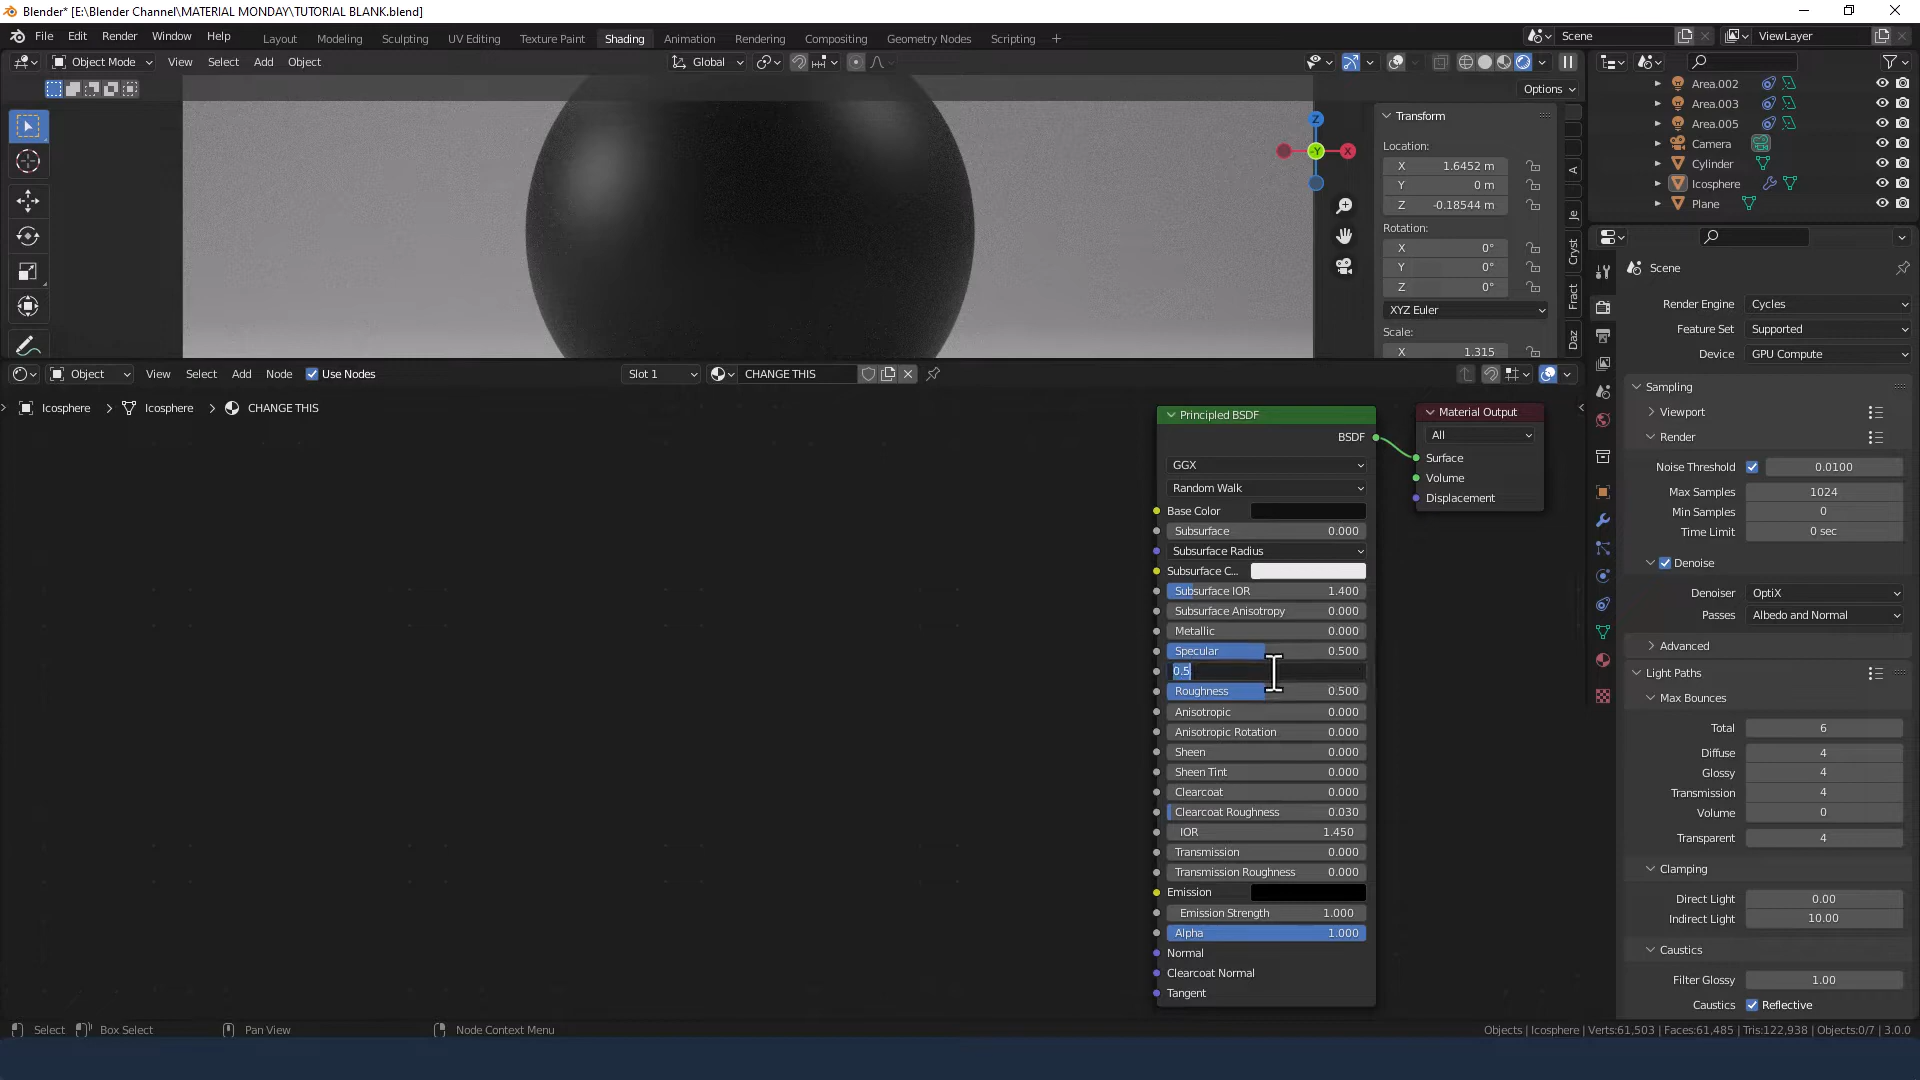 Blender* [E:\Blender Channel\MATERIAL MONDAY\TUTORIAL BLANK.blend]
File Edit Render Window Help Layout Modeling Sculpting UV Editing Texture Paint Shading Animation Rendering Compositing Geometry Nodes Scripting + Scene ViewLayer
Object Mode View Select Add Object Global
Options
Area.002
Area.003
Area.005
Camera
Cylinder
Icosphere
Plane
Z
Y
X
Transform
Location:
X 1.6452 m
Y 0 m
Z -0.18544 m
Rotation:
X 0°
Y 0°
Z 0°
XYZ Euler
Scale:
X 1.315
A
Je
Cryst
Fract
Daz
Object View Select Add Node Use Nodes Slot 1 CHANGE THIS
Icosphere > Icosphere > CHANGE THIS
Principled BSDF
BSDF
GGX
Random Walk
Base Color
Subsurface 0.000
Subsurface Radius
Subsurface C...
Subsurface IOR 1.400
Subsurface Anisotropy 0.000
Metallic 0.000
Specular 0.500
0.5
Roughness 0.500
Anisotropic 0.000
Anisotropic Rotation 0.000
Sheen 0.000
Sheen Tint 0.000
Clearcoat 0.000
Clearcoat Roughness 0.030
IOR 1.450
Transmission 0.000
Transmission Roughness 0.000
Emission
Emission Strength 1.000
Alpha 1.000
Normal
Clearcoat Normal
Tangent
Material Output
All
Surface
Volume
Displacement
Scene
Render Engine Cycles
Feature Set Supported
Device GPU Compute
Sampling
Viewport
Render
Noise Threshold 0.0100
Max Samples 1024
Min Samples 0
Time Limit 0 sec
Denoise
Denoiser OptiX
Passes Albedo and Normal
Advanced
Light Paths
Max Bounces
Total 6
Diffuse 4
Glossy 4
Transmission 4
Volume 0
Transparent 4
Clamping
Direct Light 0.00
Indirect Light 10.00
Caustics
Filter Glossy 1.00
Caustics Reflective
Select Box Select Pan View Node Context Menu Objects | Icosphere | Verts:61,503 | Faces:61,485 | Tris:122,938 | Objects:0/7 | 3.0.0